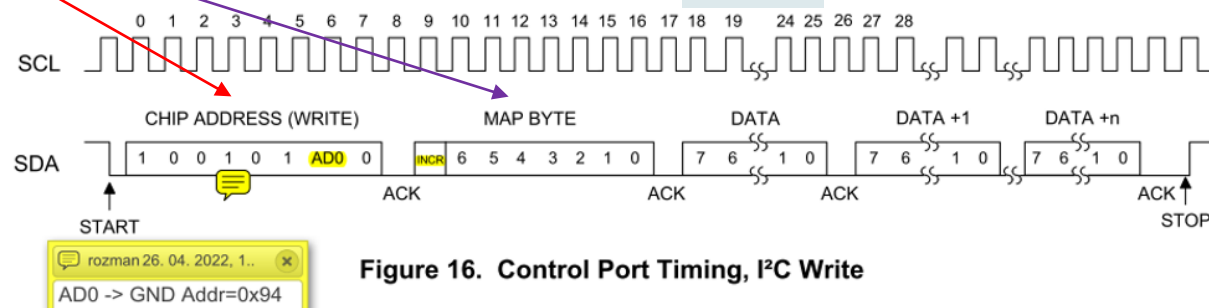 0 1 2 3 4 5 6 7 8 9 10 11 12 13 14 15 16 17 18 19 24 25 26 27 28
SCL
CHIP ADDRESS (WRITE) MAP BYTE DATA DATA +1 DATA +n
SDA 1 0 0 1 0 1 AD0 0 INCR 6 5 4 3 2 1 0 7 6 1 0 7 6 1 0 7 6 1 0
ACK ACK ACK ACK
START STOP
rozman 26. 04. 2022, 1..
Figure 16. Control Port Timing, I²C Write
AD0 -> GND Addr=0x94